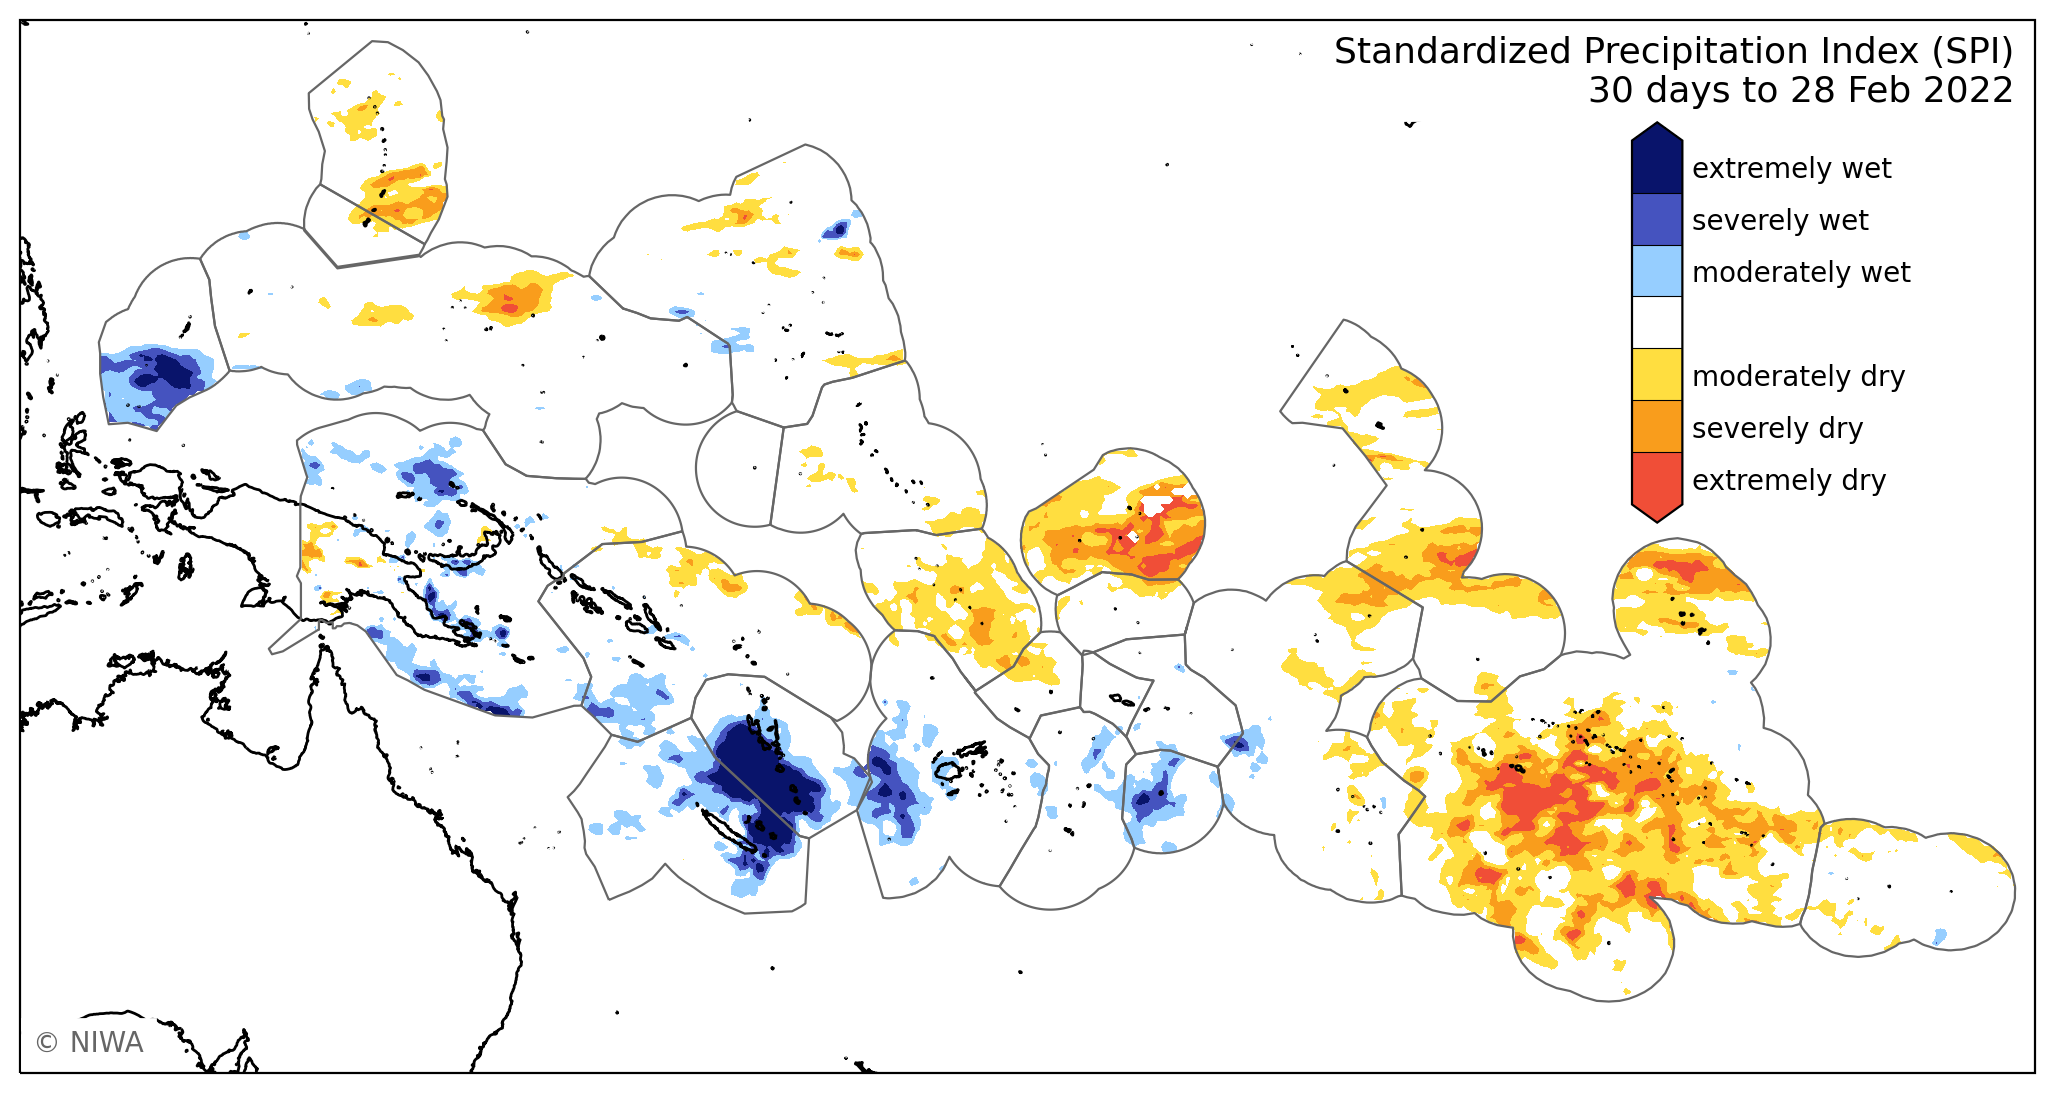 Standardized Precipitation Index (SPI)
30 days to 28 Feb 2022
extremely wet
severely wet
moderately wet
moderately dry
severely dry
extremely dry
© NIWA